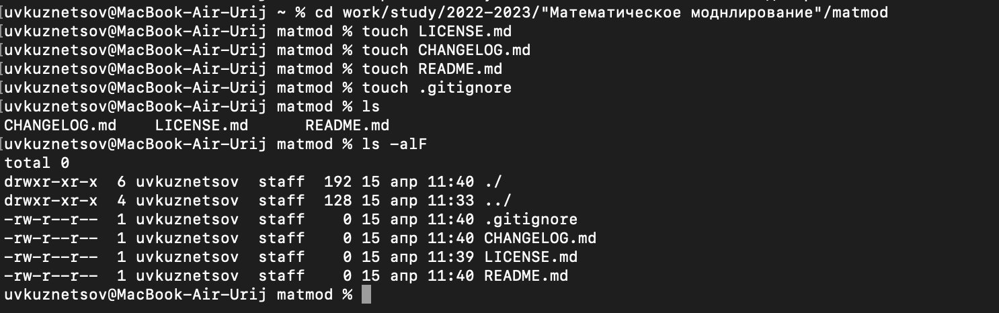 [uvkuznetsov@MacBook-Air-Urij ~ % cd work/study/2022-2023/"Математическое моднлирование"/matmod
[uvkuznetsov@MacBook-Air-Urij matmod % touch LICENSE.md
[uvkuznetsov@MacBook-Air-Urij matmod % touch CHANGELOG.md
[uvkuznetsov@MacBook-Air-Urij matmod % touch README.md
[uvkuznetsov@MacBook-Air-Urij matmod % touch .gitignore
[uvkuznetsov@MacBook-Air-Urij matmod % ls
CHANGELOG.md    LICENSE.md      README.md
[uvkuznetsov@MacBook-Air-Urij matmod % ls -alF
total 0
drwxr-xr-x  6 uvkuznetsov  staff  192 15 апр 11:40 ./
drwxr-xr-x  4 uvkuznetsov  staff  128 15 апр 11:33 ../
-rw-r--r--  1 uvkuznetsov  staff    0 15 апр 11:40 .gitignore
-rw-r--r--  1 uvkuznetsov  staff    0 15 апр 11:40 CHANGELOG.md
-rw-r--r--  1 uvkuznetsov  staff    0 15 апр 11:39 LICENSE.md
-rw-r--r--  1 uvkuznetsov  staff    0 15 апр 11:40 README.md
uvkuznetsov@MacBook-Air-Urij matmod %